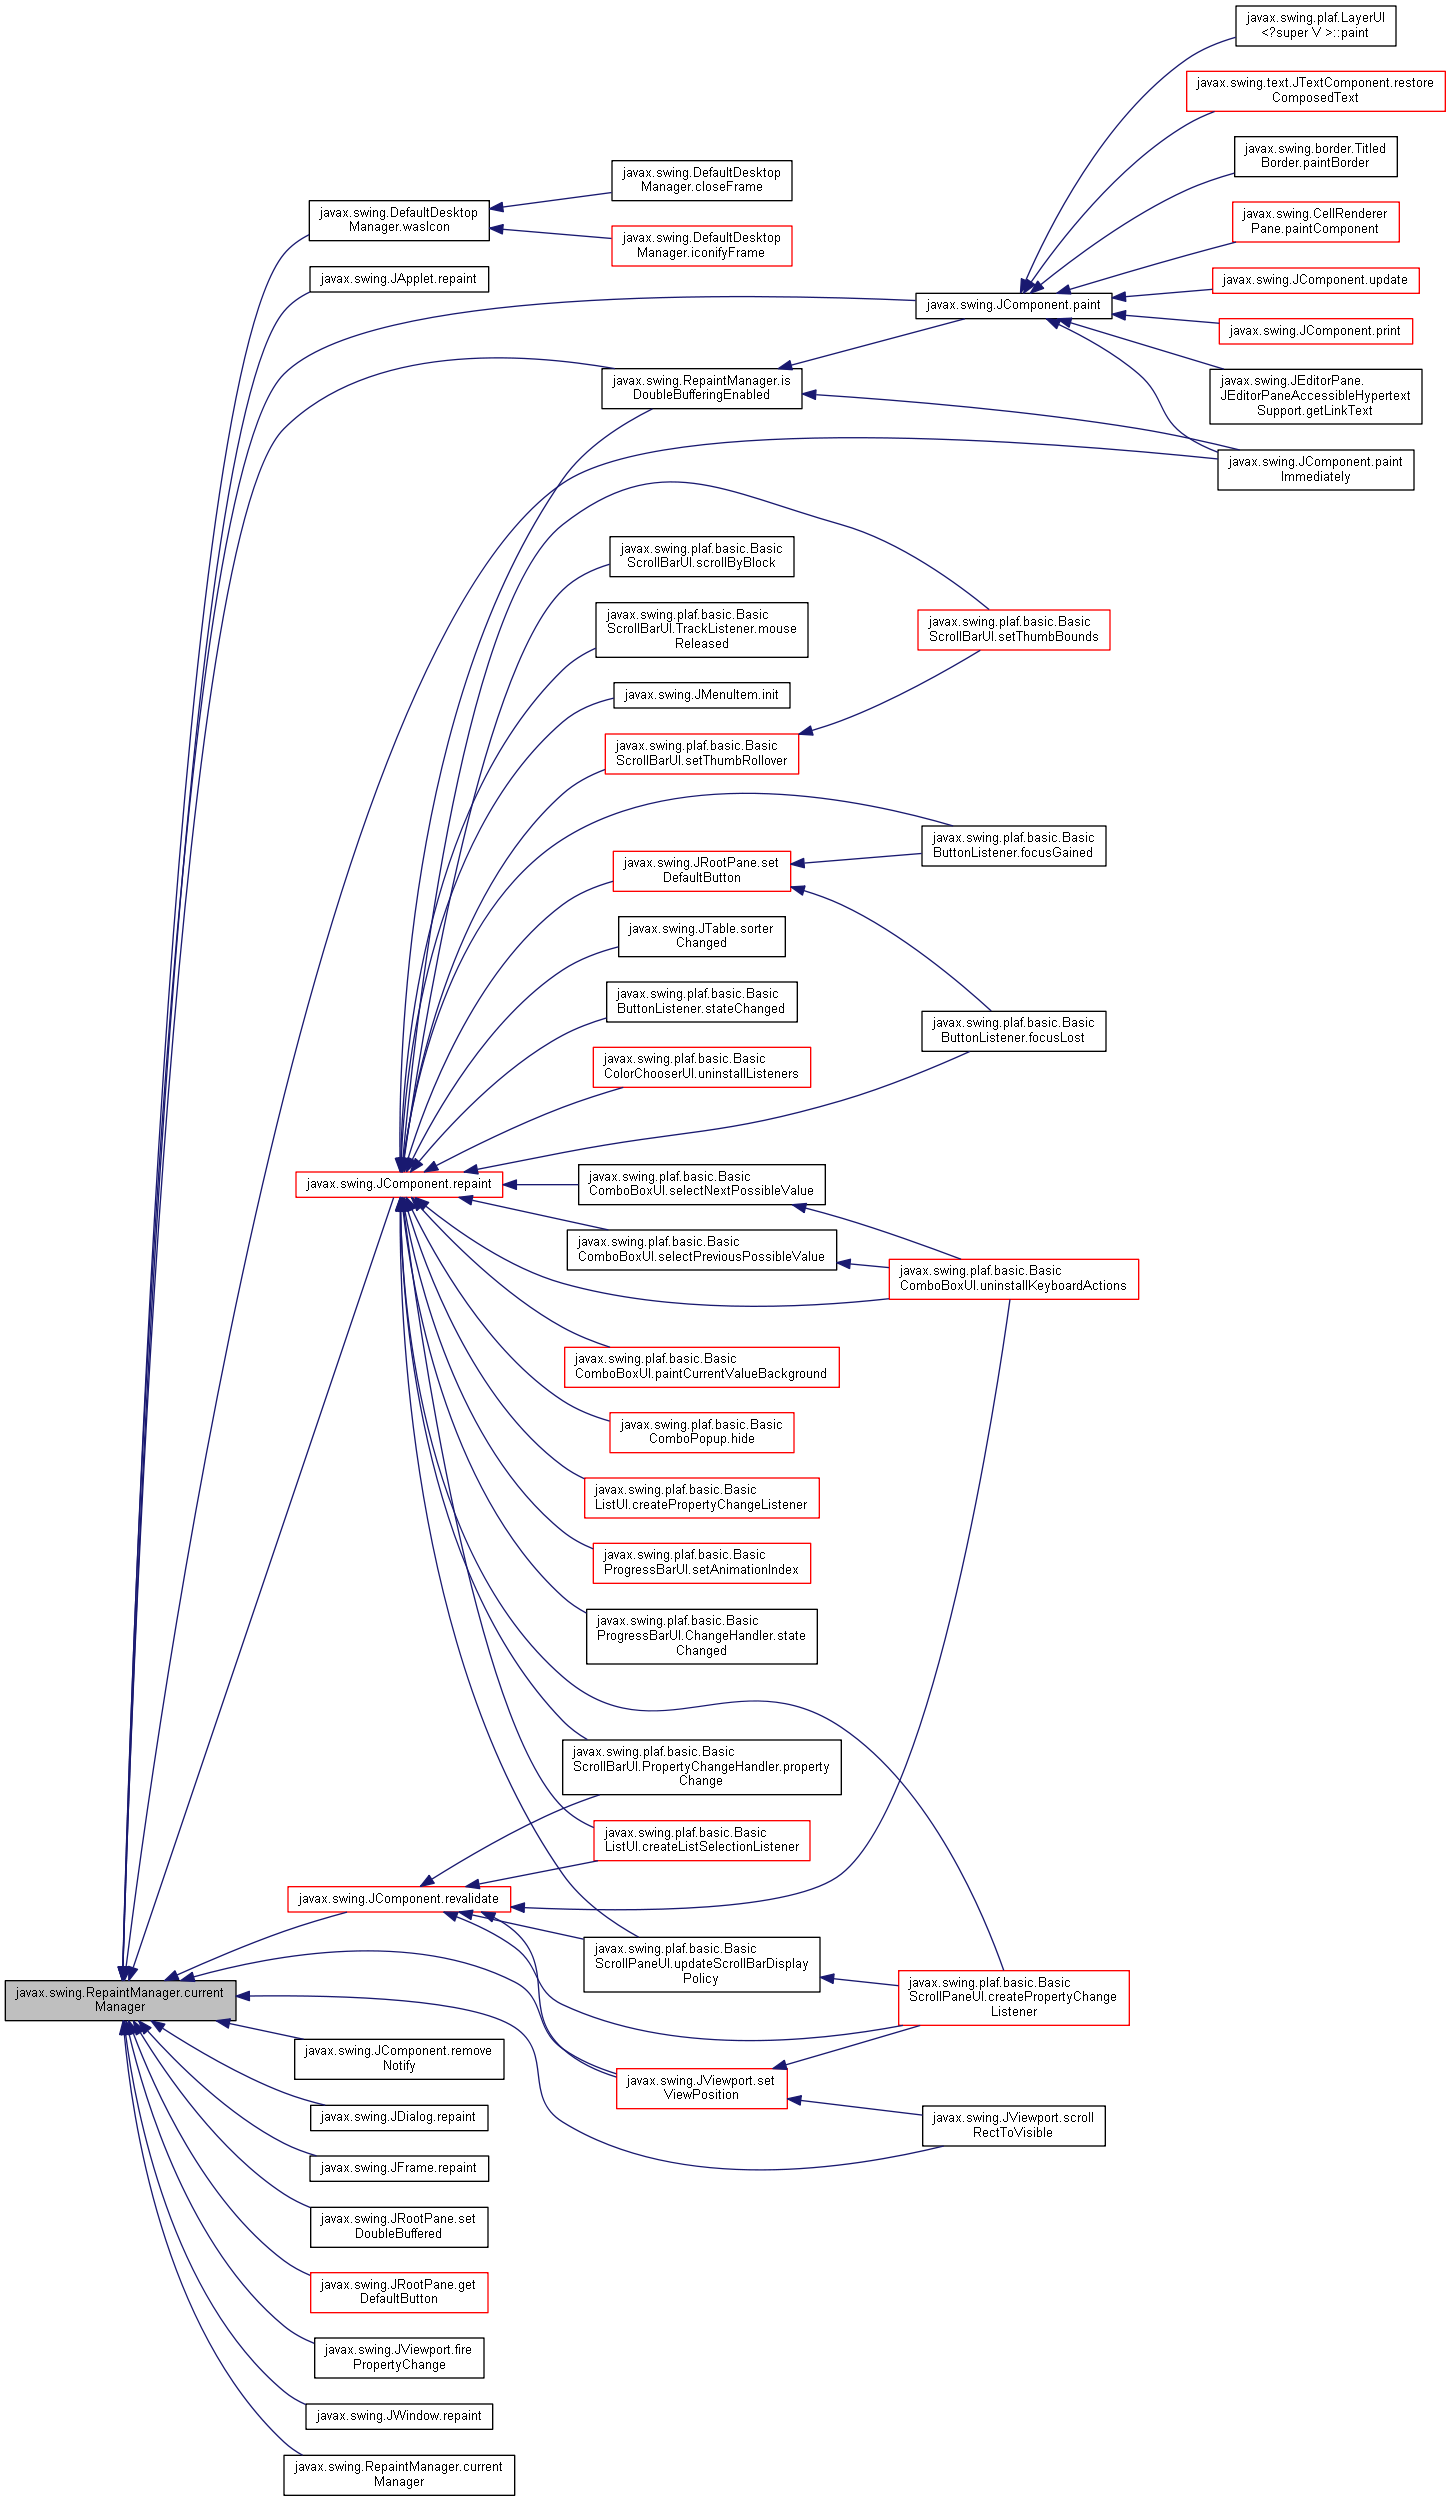 javax.swing.plaf.LayerUI
<?super V >::paint
javax.swing.text.JTextComponent.restore
ComposedText
javax.swing.border.Titled
Border.paintBorder
javax.swing.DefaultDesktop
Manager.closeFrame
javax.swing.DefaultDesktop
Manager.wasIcon
javax.swing.CellRenderer
Pane.paintComponent
javax.swing.DefaultDesktop
Manager.iconifyFrame
javax.swing.JApplet.repaint
javax.swing.JComponent.update
javax.swing.JComponent.paint
javax.swing.JComponent.print
javax.swing.RepaintManager.is
DoubleBufferingEnabled
javax.swing.JEditorPane.
JEditorPaneAccessibleHypertext
Support.getLinkText
javax.swing.JComponent.paint
Immediately
javax.swing.plaf.basic.Basic
ScrollBarUI.scrollByBlock
javax.swing.plaf.basic.Basic
ScrollBarUI.TrackListener.mouse
Released
javax.swing.plaf.basic.Basic
ScrollBarUI.setThumbBounds
javax.swing.JMenuItem.init
javax.swing.plaf.basic.Basic
ScrollBarUI.setThumbRollover
javax.swing.plaf.basic.Basic
ButtonListener.focusGained
javax.swing.JRootPane.set
DefaultButton
javax.swing.JTable.sorter
Changed
javax.swing.plaf.basic.Basic
ButtonListener.stateChanged
javax.swing.plaf.basic.Basic
ButtonListener.focusLost
javax.swing.plaf.basic.Basic
ColorChooserUI.uninstallListeners
javax.swing.JComponent.repaint
javax.swing.plaf.basic.Basic
ComboBoxUI.selectNextPossibleValue
javax.swing.plaf.basic.Basic
ComboBoxUI.selectPreviousPossibleValue
javax.swing.plaf.basic.Basic
ComboBoxUI.uninstallKeyboardActions
javax.swing.plaf.basic.Basic
ComboBoxUI.paintCurrentValueBackground
javax.swing.plaf.basic.Basic
ComboPopup.hide
javax.swing.plaf.basic.Basic
ListUI.createPropertyChangeListener
javax.swing.plaf.basic.Basic
ProgressBarUI.setAnimationIndex
javax.swing.plaf.basic.Basic
ProgressBarUI.ChangeHandler.state
Changed
javax.swing.plaf.basic.Basic
ScrollBarUI.PropertyChangeHandler.property
Change
javax.swing.plaf.basic.Basic
ListUI.createListSelectionListener
javax.swing.JComponent.revalidate
javax.swing.plaf.basic.Basic
ScrollPaneUI.updateScrollBarDisplay
Policy
javax.swing.plaf.basic.Basic
ScrollPaneUI.createPropertyChange
Listener
javax.swing.RepaintManager.current
Manager
javax.swing.JComponent.remove
Notify
javax.swing.JViewport.set
ViewPosition
javax.swing.JDialog.repaint
javax.swing.JViewport.scroll
RectToVisible
javax.swing.JFrame.repaint
javax.swing.JRootPane.set
DoubleBuffered
javax.swing.JRootPane.get
DefaultButton
javax.swing.JViewport.fire
PropertyChange
javax.swing.JWindow.repaint
javax.swing.RepaintManager.current
Manager